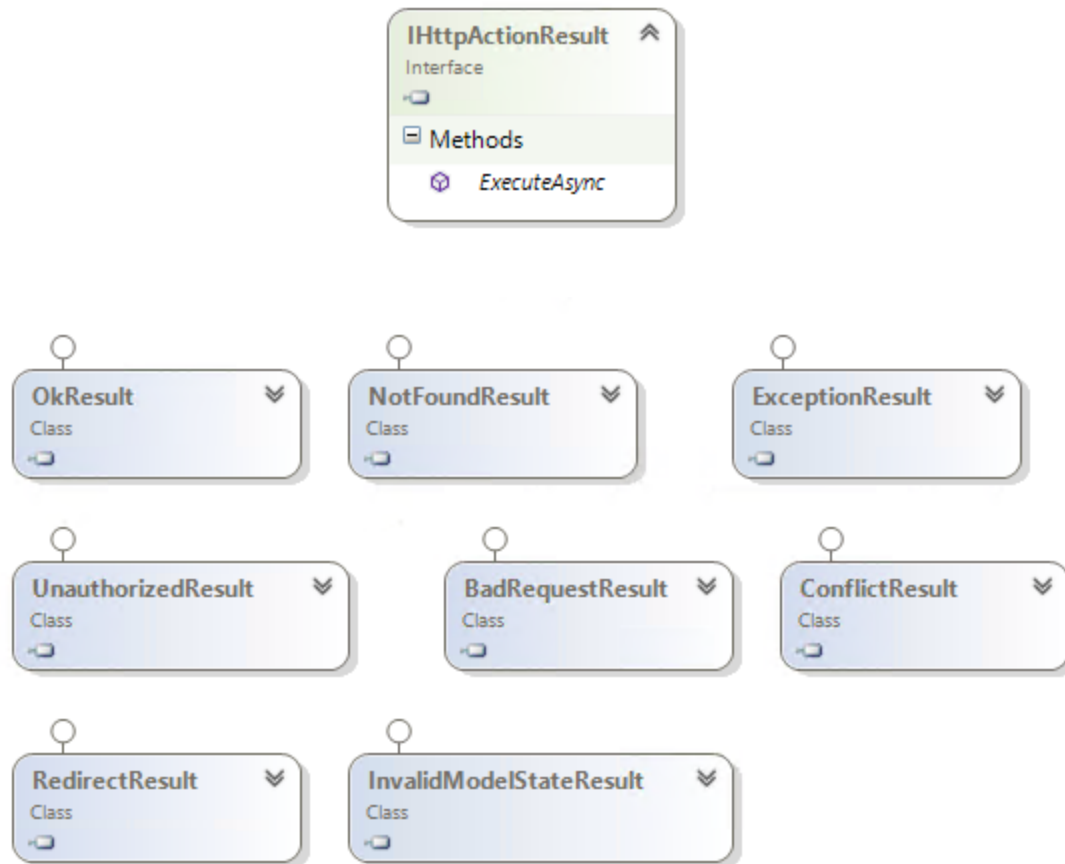 IHttpActionResult
Interface
Methods
ExecuteAsync
OkResult
Class
NotFoundResult
Class
ExceptionResult
Class
UnauthorizedResult
Class
BadRequestResult
Class
ConflictResult
Class
RedirectResult
Class
InvalidModelStateResult
Class